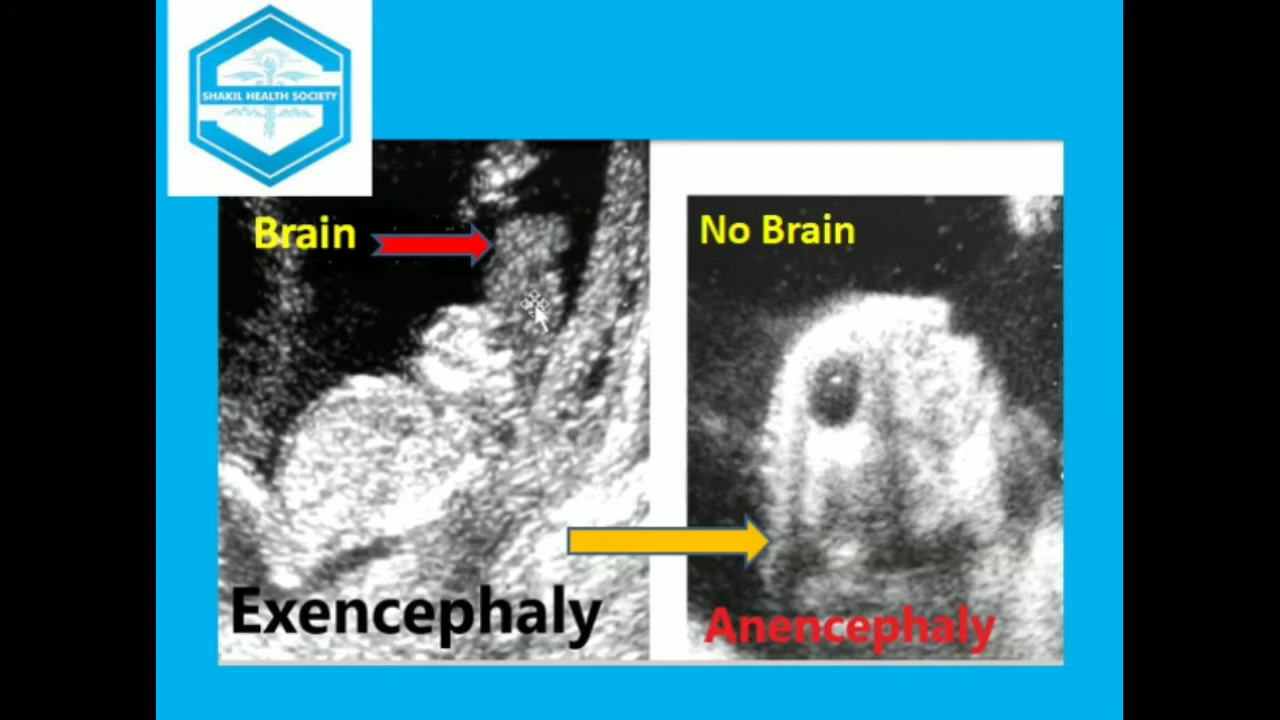 SHAKIL HEALTH SOCIETY
Brain
No Brain
Exencephaly
Anencephaly